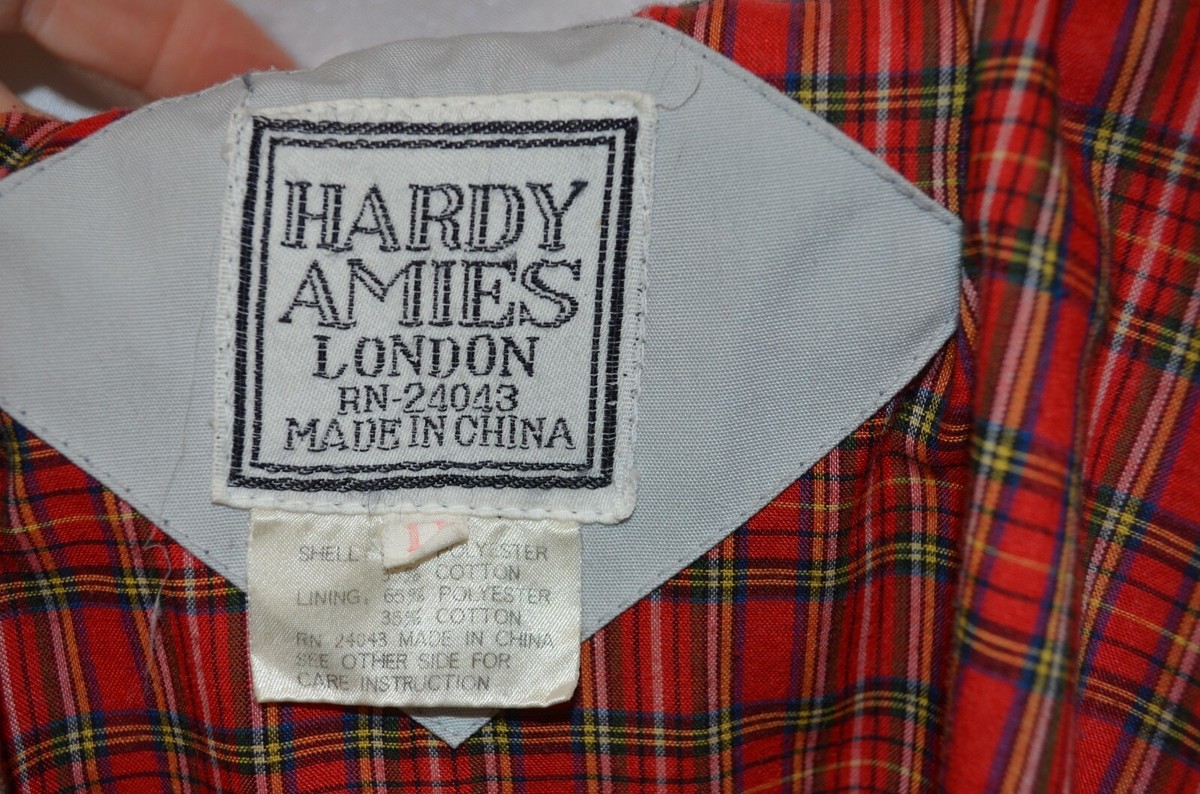 HARDY
AMIES
LONDON
RN-24043
MADE IN CHINA
SHELL POLYESTER
COTTON
LINING: 65% POLYESTER
35% COTTON
RN 24043 MADE IN CHINA
SEE OTHER SIDE FOR
CARE INSTRUCTION